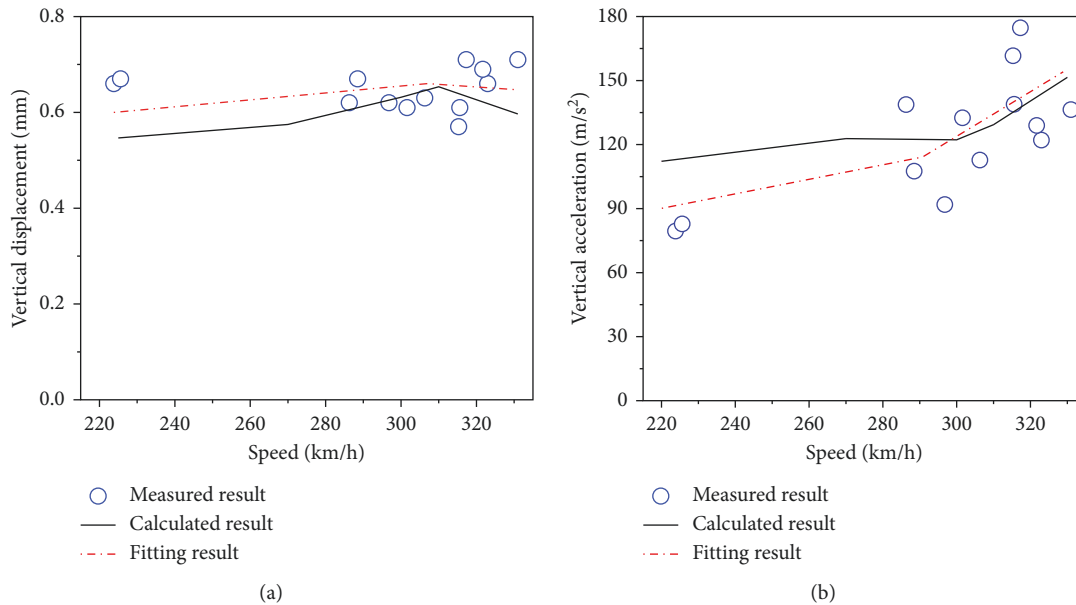 0.8
0.6
0.4
0.2
0.0
Vertical displacement (mm)
220 240 260 280 300 320
Speed (km/h)
Measured result
Calculated result
Fitting result
(a)
180
150
120
90
60
30
0
Vertical acceleration (m/s²)
220 240 260 280 300 320
Speed (km/h)
Measured result
Calculated result
Fitting result
(b)